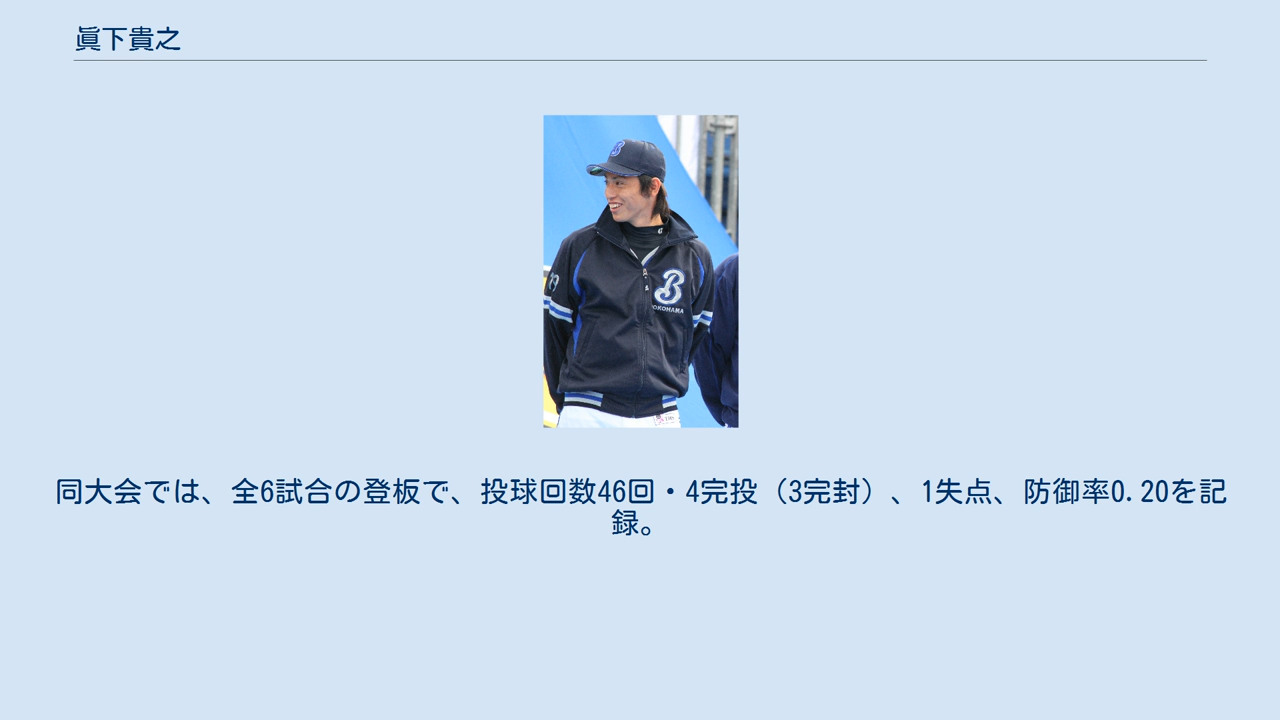 眞下貴之
B
B
YOKOHAMA
同大会では、全6試合の登板で、投球回数46回・4完投（3完封）、1失点、防御率0.20を記
録。